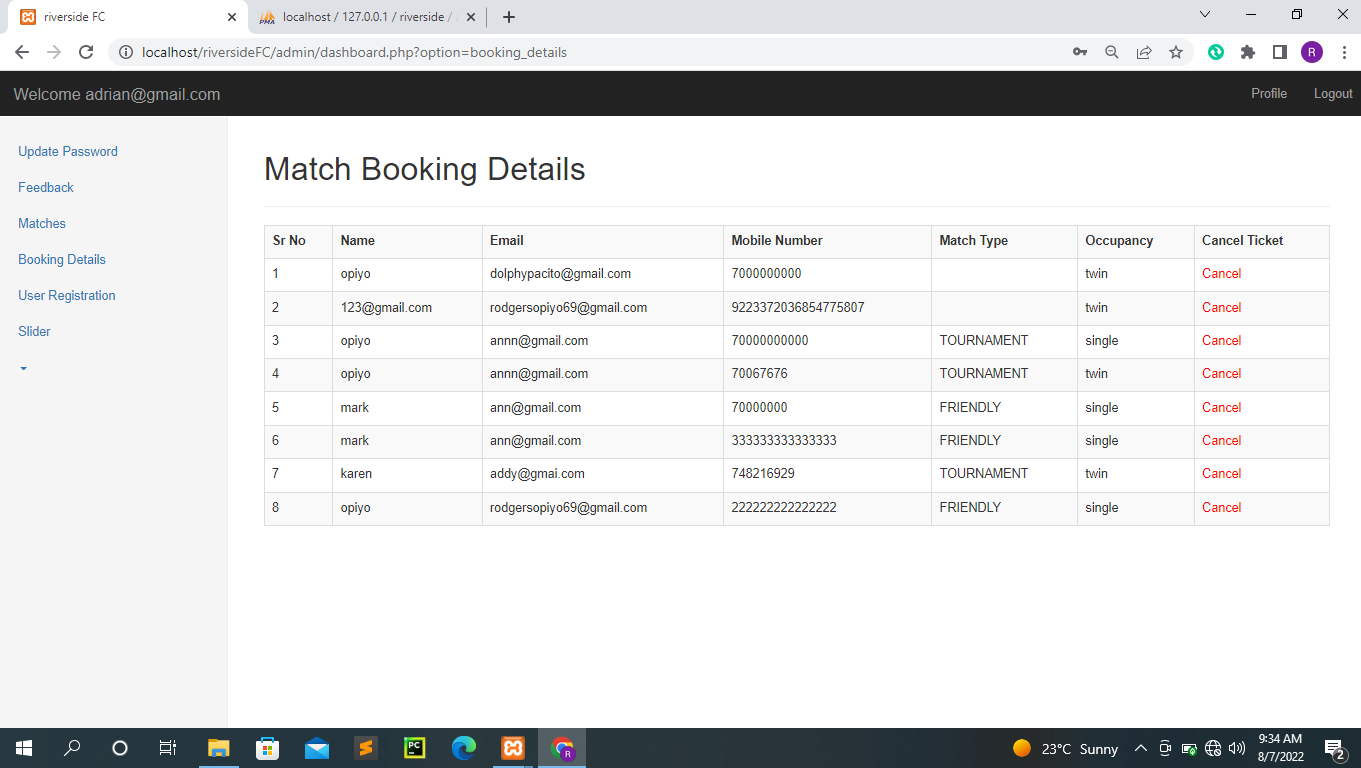 riverside FC
localhost / 127.0.0.1 / riverside /
localhost/riversideFC/admin/dashboard.php?option=booking_details
R
Welcome adrian@gmail.com
Profile
Logout
Update Password
Feedback
Matches
Booking Details
User Registration
Slider
Match Booking Details
Sr No Name Email Mobile Number Match Type Occupancy Cancel Ticket
1 opiyo dolphypacito@gmail.com 7000000000 twin Cancel
2 123@gmail.com rodgersopiyo69@gmail.com 9223372036854775807 twin Cancel
3 opiyo annn@gmail.com 70000000000 TOURNAMENT single Cancel
4 opiyo annn@gmail.com 70067676 TOURNAMENT twin Cancel
5 mark ann@gmail.com 70000000 FRIENDLY single Cancel
6 mark ann@gmail.com 333333333333333 FRIENDLY single Cancel
7 karen addy@gmai.com 748216929 TOURNAMENT twin Cancel
8 opiyo rodgersopiyo69@gmail.com 222222222222222 FRIENDLY single Cancel
PC
R
23°C Sunny
9:34 AM
8/7/2022
2